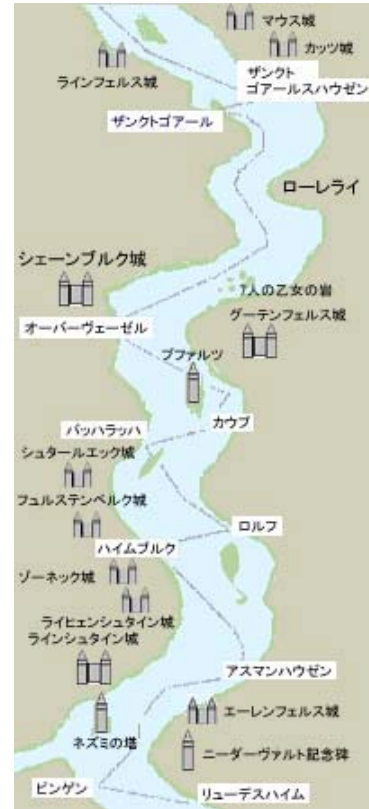 マウス城
カッツ城
ラインフェルス城
ザンクト
ゴアールスハウゼン
ザンクトゴアール
ローレライ
シェーンブルク城
7人の乙女の岩
グーテンフェルス城
オーバーヴェーゼル
プファルツ
カウブ
バッハラッハ
シュタールエック城
フュルステンベルク城
ロルフ
ハイムブルク
ゾーネック城
ライヒェンシュタイン城
ラインシュタイン城
アスマンハウゼン
エーレンフェルス城
ネズミの塔
ニーダーヴァルト記念碑
ビンゲン
リューデスハイム